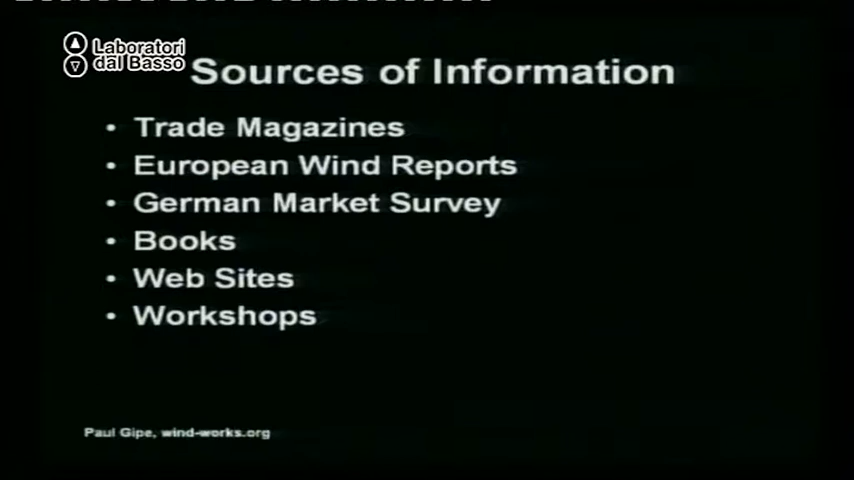 Laboratori
dal Basso
Sources of Information
• Trade Magazines
• European Wind Reports
• German Market Survey
• Books
• Web Sites
• Workshops
Paul Gipe, wind-works.org